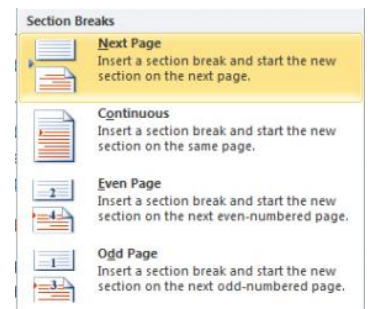 Section Breaks
Next Page
Insert a section break and start the new
section on the next page.
Continuous
Insert a section break and start the new
section on the same page.
2
4
Even Page
Insert a section break and start the new
section on the next even-numbered page.
1
3
Odd Page
Insert a section break and start the new
section on the next odd-numbered page.